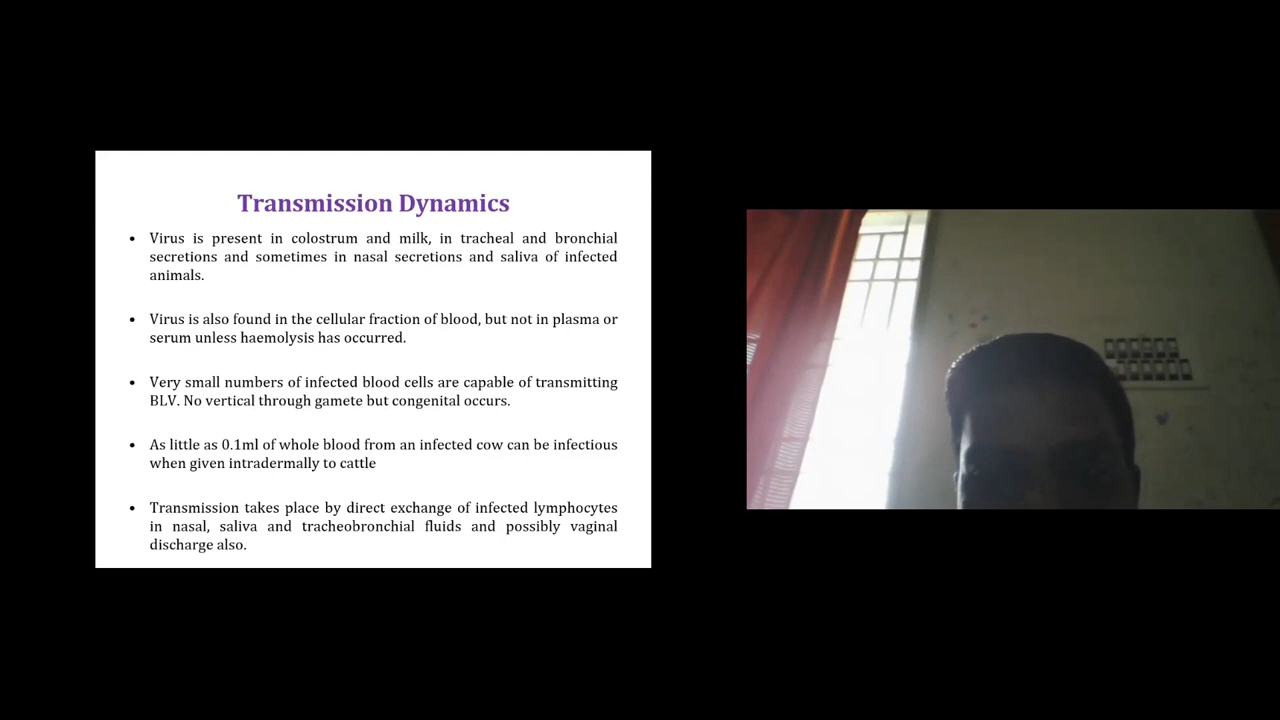 Transmission Dynamics
• Virus is present in colostrum and milk, in tracheal and bronchial
secretions and sometimes in nasal secretions and saliva of infected
animals.
• Virus is also found in the cellular fraction of blood, but not in plasma or
serum unless haemolysis has occurred.
• Very small numbers of infected blood cells are capable of transmitting
BLV. No vertical through gamete but congenital occurs.
• As little as 0.1ml of whole blood from an infected cow can be infectious
when given intradermally to cattle
• Transmission takes place by direct exchange of infected lymphocytes
in nasal, saliva and tracheobronchial fluids and possibly vaginal
discharge also.